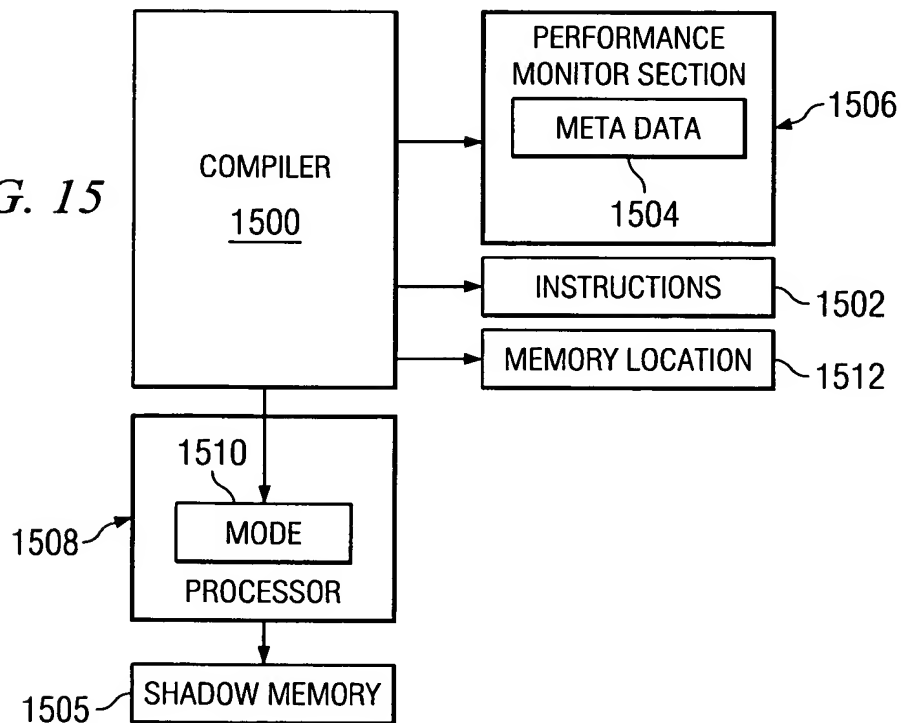 PERFORMANCE
MONITOR SECTION
META DATA
1506
1504
COMPILER
1500
G. 15
INSTRUCTIONS
1502
MEMORY LOCATION
1512
1510
MODE
1508
PROCESSOR
SHADOW MEMORY
1505